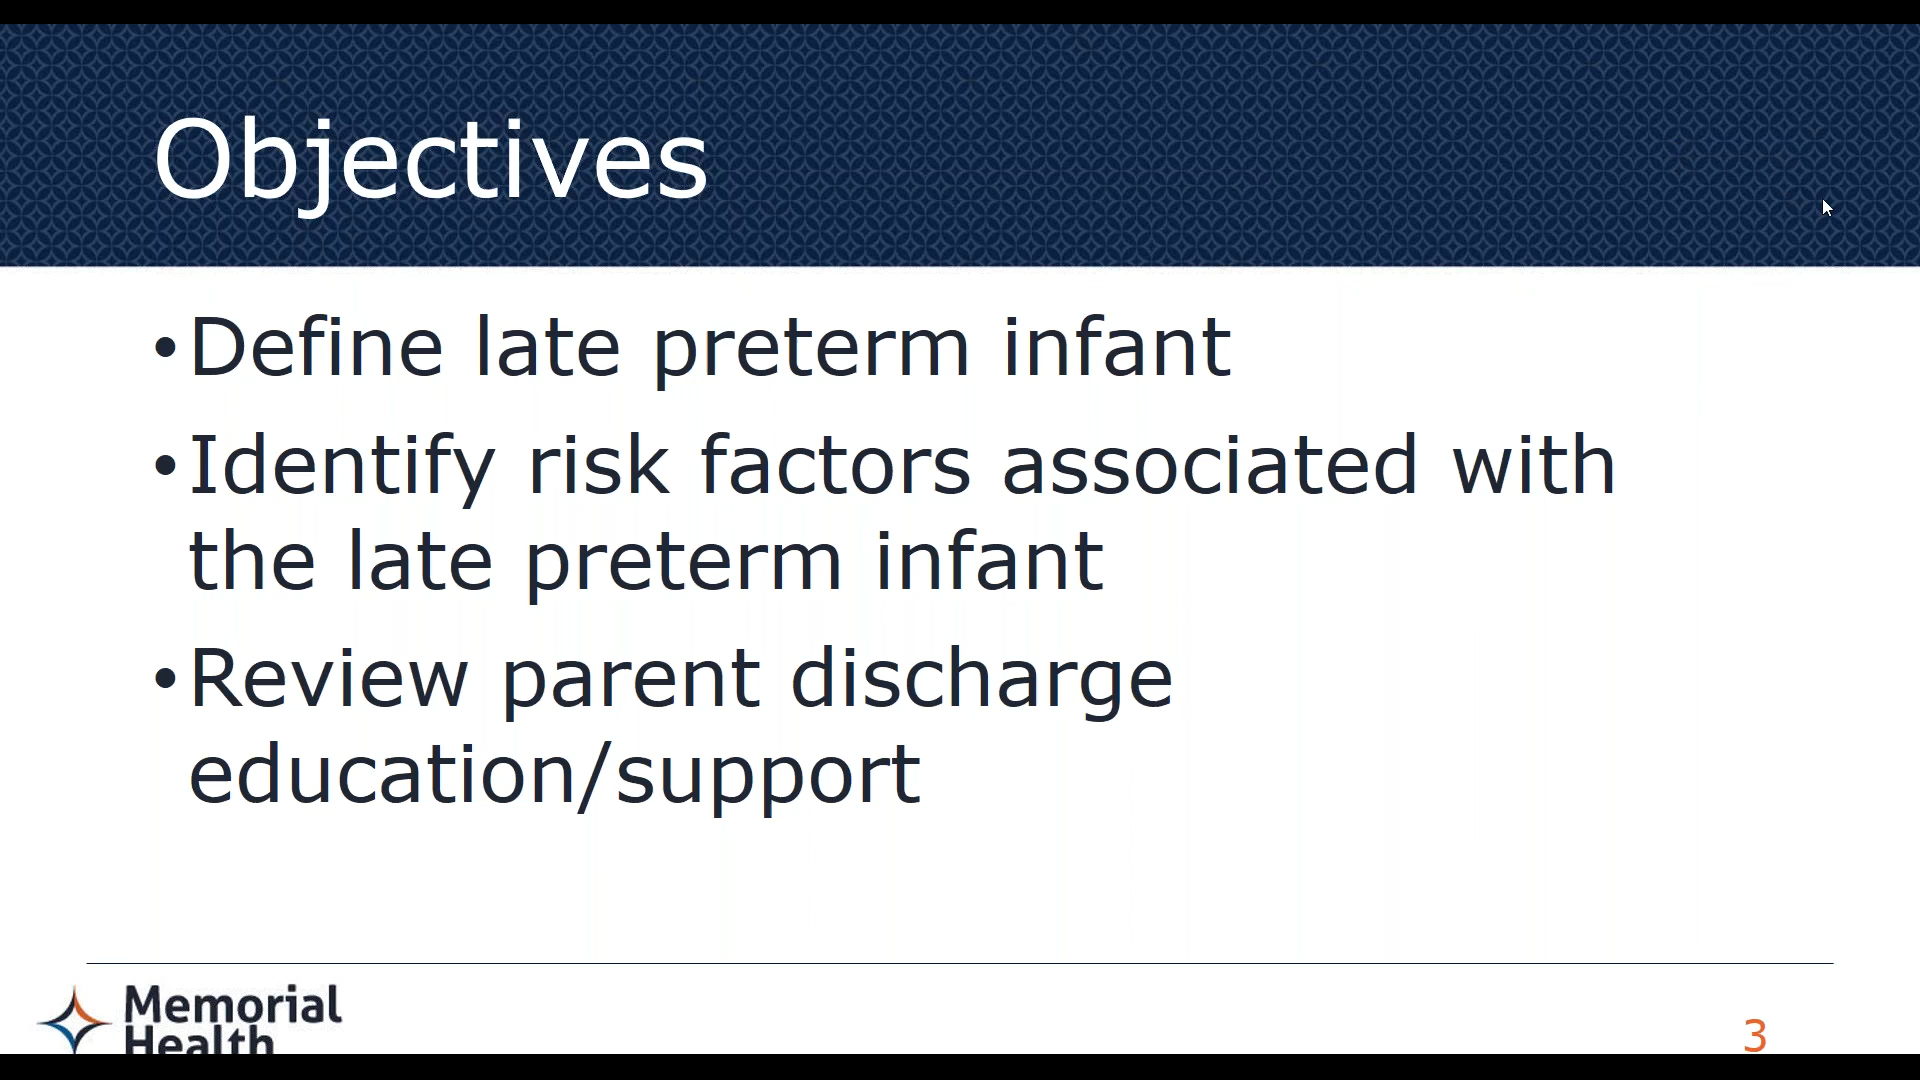 Objectives
•Define late preterm infant
•Identify risk factors associated with
the late preterm infant
•Review parent discharge
education/support
Memorial
Health
3